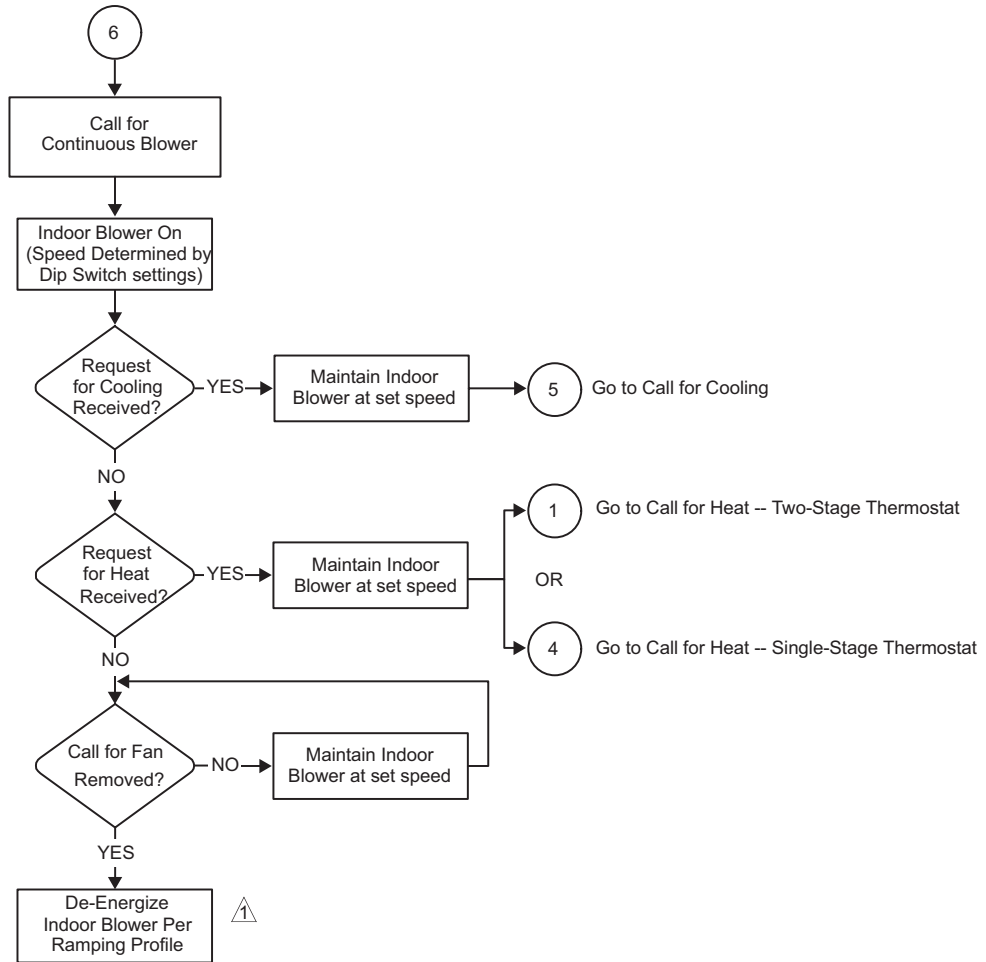 6
Call for
Continuous Blower
Indoor Blower On
(Speed Determined by
Dip Switch settings)
Request
for Cooling
Received?
YES
Maintain Indoor
Blower at set speed
5
Go to Call for Cooling
NO
Request
for Heat
Received?
YES
Maintain Indoor
Blower at set speed
1
Go to Call for Heat -- Two-Stage Thermostat
OR
4
Go to Call for Heat -- Single-Stage Thermostat
NO
Call for Fan
Removed?
NO
Maintain Indoor
Blower at set speed
YES
De-Energize
Indoor Blower Per
Ramping Profile
1